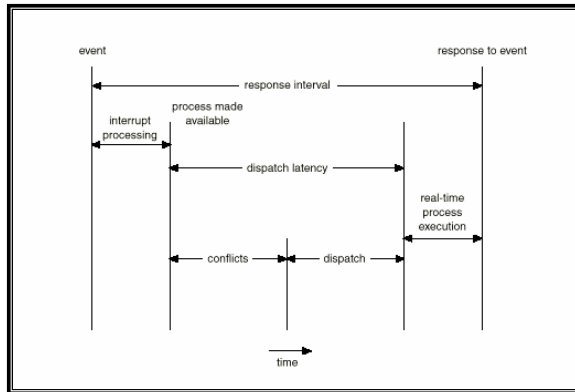 event
response to event
response interval
interrupt
processing
process made
available
dispatch latency
real-time
process
execution
conflicts
dispatch
time